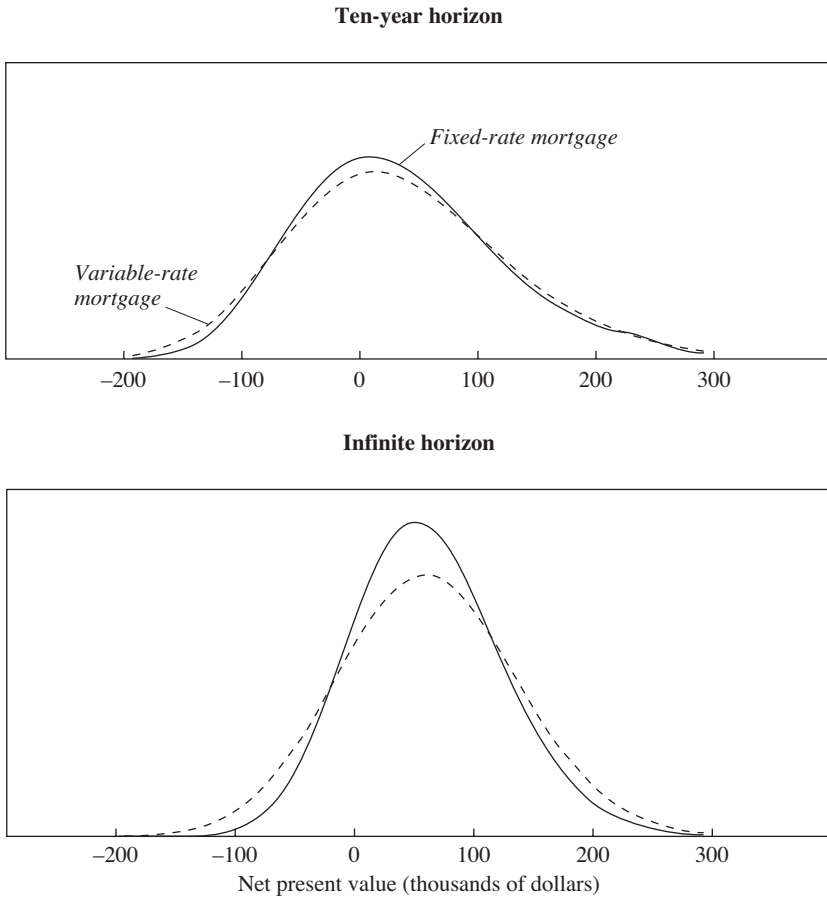 Ten-year horizon
Fixed-rate mortgage
Variable-rate
mortgage
–200 –100 0 100 200 300
Infinite horizon
–200 –100 0 100 200 300
Net present value (thousands of dollars)